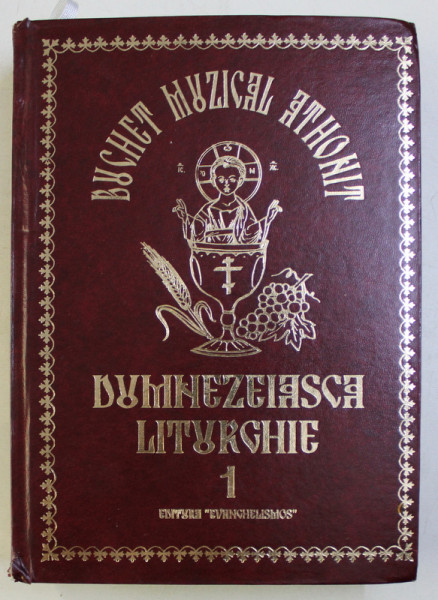 BUCHET MUZICAL ATHONIT
IC XC
DUMNEZEIASCA
LITURGHIE
1
EDITURA "EVANGHELISMOS"